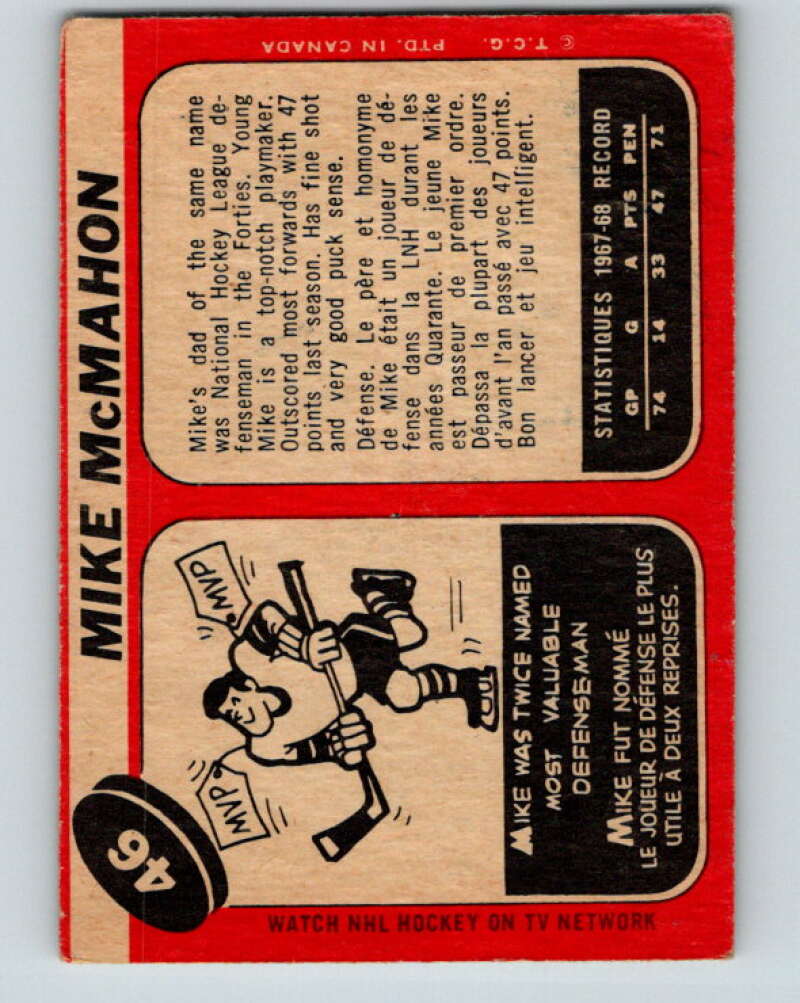 46
MIKE McMAHON
MVP
MVP
MIKE WAS TWICE NAMED
MOST VALUABLE
DEFENSEMAN
MIKE FUT NOMMÉ
LE JOUEUR DE DÉFENSE LE PLUS
UTILE À DEUX REPRISES.
WATCH NHL HOCKEY ON TV NETWORK
Mike's dad of the same name
was National Hockey League de-
fenseman in the Forties. Young
Mike is a top-notch playmaker.
Outscored most forwards with 47
points last season. Has fine shot
and very good puck sense.
Défense. Le père et homonyme
de Mike était un joueur de dé-
fense dans la LNH durant les
années Quarante. Le jeune Mike
est passeur de premier ordre.
Dépassa la plupart des joueurs
d'avant l'an passé avec 47 points.
Bon lancer et jeu intelligent.
STATISTIQUES 1967-68 RECORD
GP G A PTS PEN
74 14 33 47 71
© T.C.G. PTD. IN CANADA